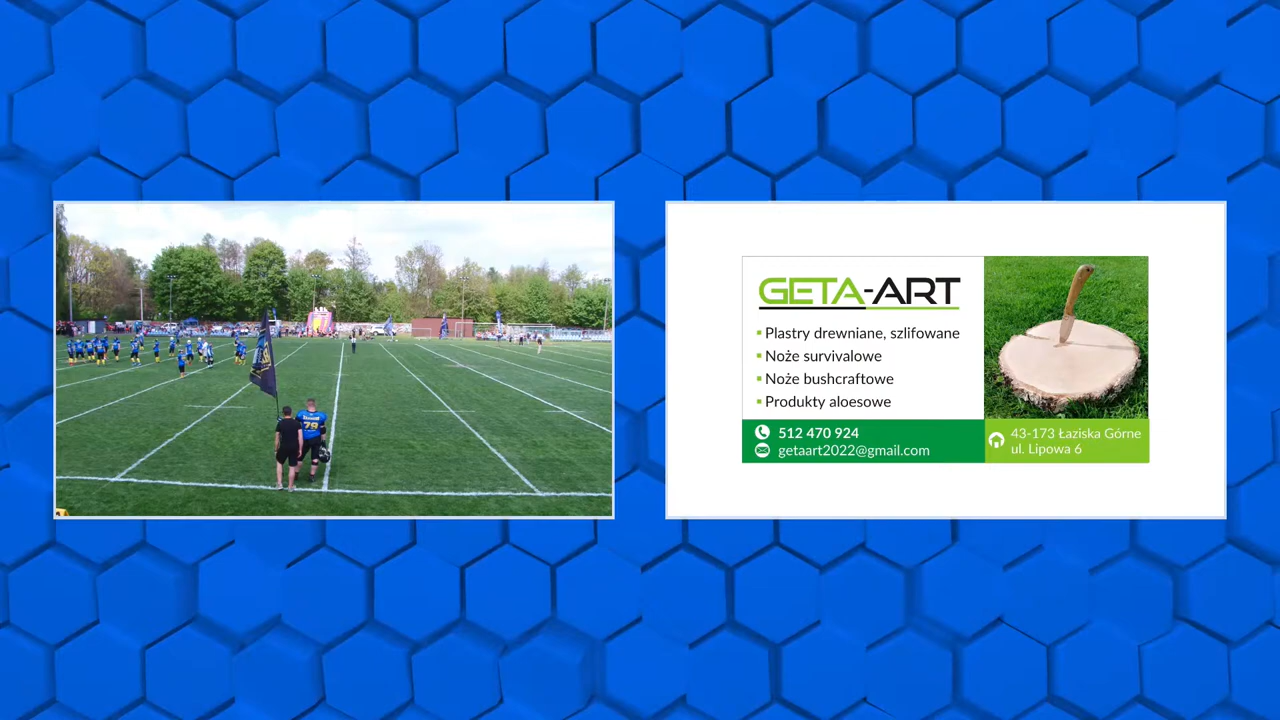 78
GETA-ART
Plastry drewniane, szlifowane
Noże survivalowe
Noże bushcraftowe
Produkty aloesowe
512 470 924
getaart2022@gmail.com
43-173 Łaziska Górne
ul. Lipowa 6